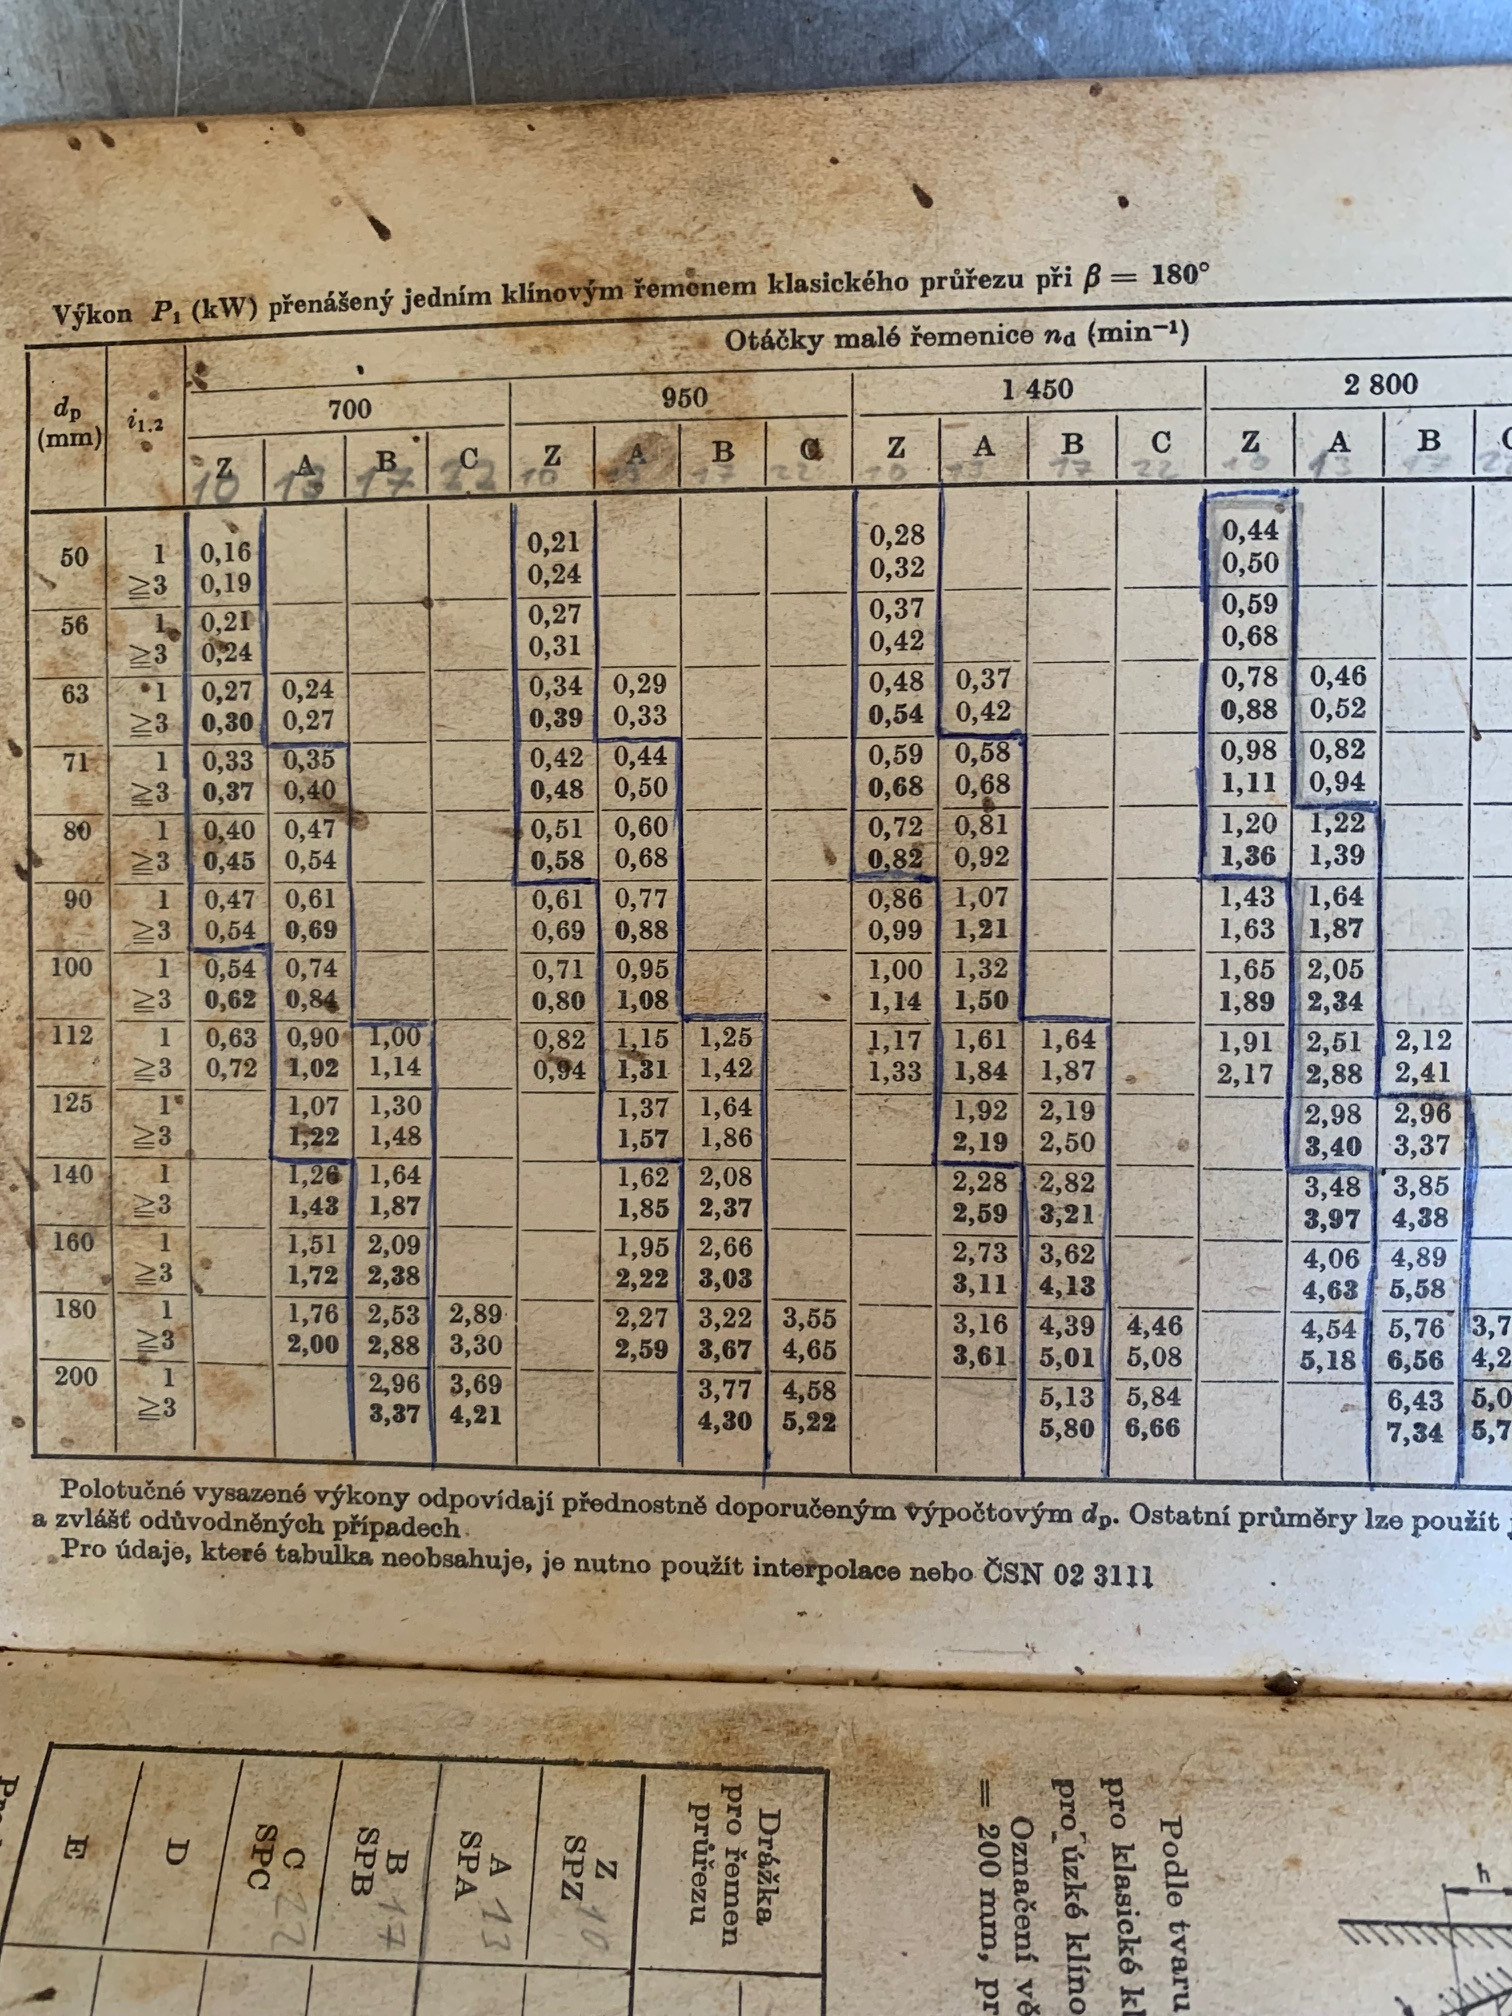 Výkon P₁ (kW) přenášený jedním klínovým řemenem klasického průřezu při β = 180°
Otáčky malé řemenice nd (min⁻¹)
dp (mm) i1.2 700 950 1 450 2 800
Z A B C Z A B C Z A B C Z A B
10 13 17 22 10 17 22 10 13 17 22 10 13 17
50 1 0,16 0,21 0,28 0,44
≧3 0,19 0,24 0,32 0,50
56 1 0,21 0,27 0,37 0,59
≧3 0,24 0,31 0,42 0,68
63 1 0,27 0,24 0,34 0,29 0,48 0,37 0,78 0,46
≧3 0,30 0,27 0,39 0,33 0,54 0,42 0,88 0,52
71 1 0,33 0,35 0,42 0,44 0,59 0,58 0,98 0,82
≧3 0,37 0,40 0,48 0,50 0,68 0,68 1,11 0,94
80 1 0,40 0,47 0,51 0,60 0,72 0,81 1,20 1,22
≧3 0,45 0,54 0,58 0,68 0,82 0,92 1,36 1,39
90 1 0,47 0,61 0,61 0,77 0,86 1,07 1,43 1,64
≧3 0,54 0,69 0,69 0,88 0,99 1,21 1,63 1,87
100 1 0,54 0,74 0,71 0,95 1,00 1,32 1,65 2,05
≧3 0,62 0,84 0,80 1,08 1,14 1,50 1,89 2,34
112 1 0,63 0,90 1,00 0,82 1,15 1,25 1,17 1,61 1,64 1,91 2,51 2,12
≧3 0,72 1,02 1,14 0,94 1,31 1,42 1,33 1,84 1,87 2,17 2,88 2,41
125 1 1,07 1,30 1,37 1,64 1,92 2,19 2,98 2,96
≧3 1,22 1,48 1,57 1,86 2,19 2,50 3,40 3,37
140 1 1,26 1,64 1,62 2,08 2,28 2,82 3,48 3,85
≧3 1,43 1,87 1,85 2,37 2,59 3,21 3,97 4,38
160 1 1,51 2,09 1,95 2,66 2,73 3,62 4,06 4,89
≧3 1,72 2,38 2,22 3,03 3,11 4,13 4,63 5,58
180 1 1,76 2,53 2,89 2,27 3,22 3,55 3,16 4,39 4,46 4,54 5,76 3,7
≧3 2,00 2,88 3,30 2,59 3,67 4,65 3,61 5,01 5,08 5,18 6,56 4,2
200 1 2,96 3,69 3,77 4,58 5,13 5,84 6,43 5,0
≧3 3,37 4,21 4,30 5,22 5,80 6,66 7,34 5,7
Polotučné vysazené výkony odpovídají přednostně doporučeným výpočtovým dp. Ostatní průměry lze použít
a zvlášť odůvodněných případech.
Pro údaje, které tabulka neobsahuje, je nutno použít interpolace nebo ČSN 02 3111
Drážka
pro řemen
průřezu
Z
SPZ 10
A
SPA 13
B
SPB 17
C
SPC 22
D
E
Podle tvaru
pro klasické kl
pro úzké klíno
Označení vě
= 200 mm, pr
h